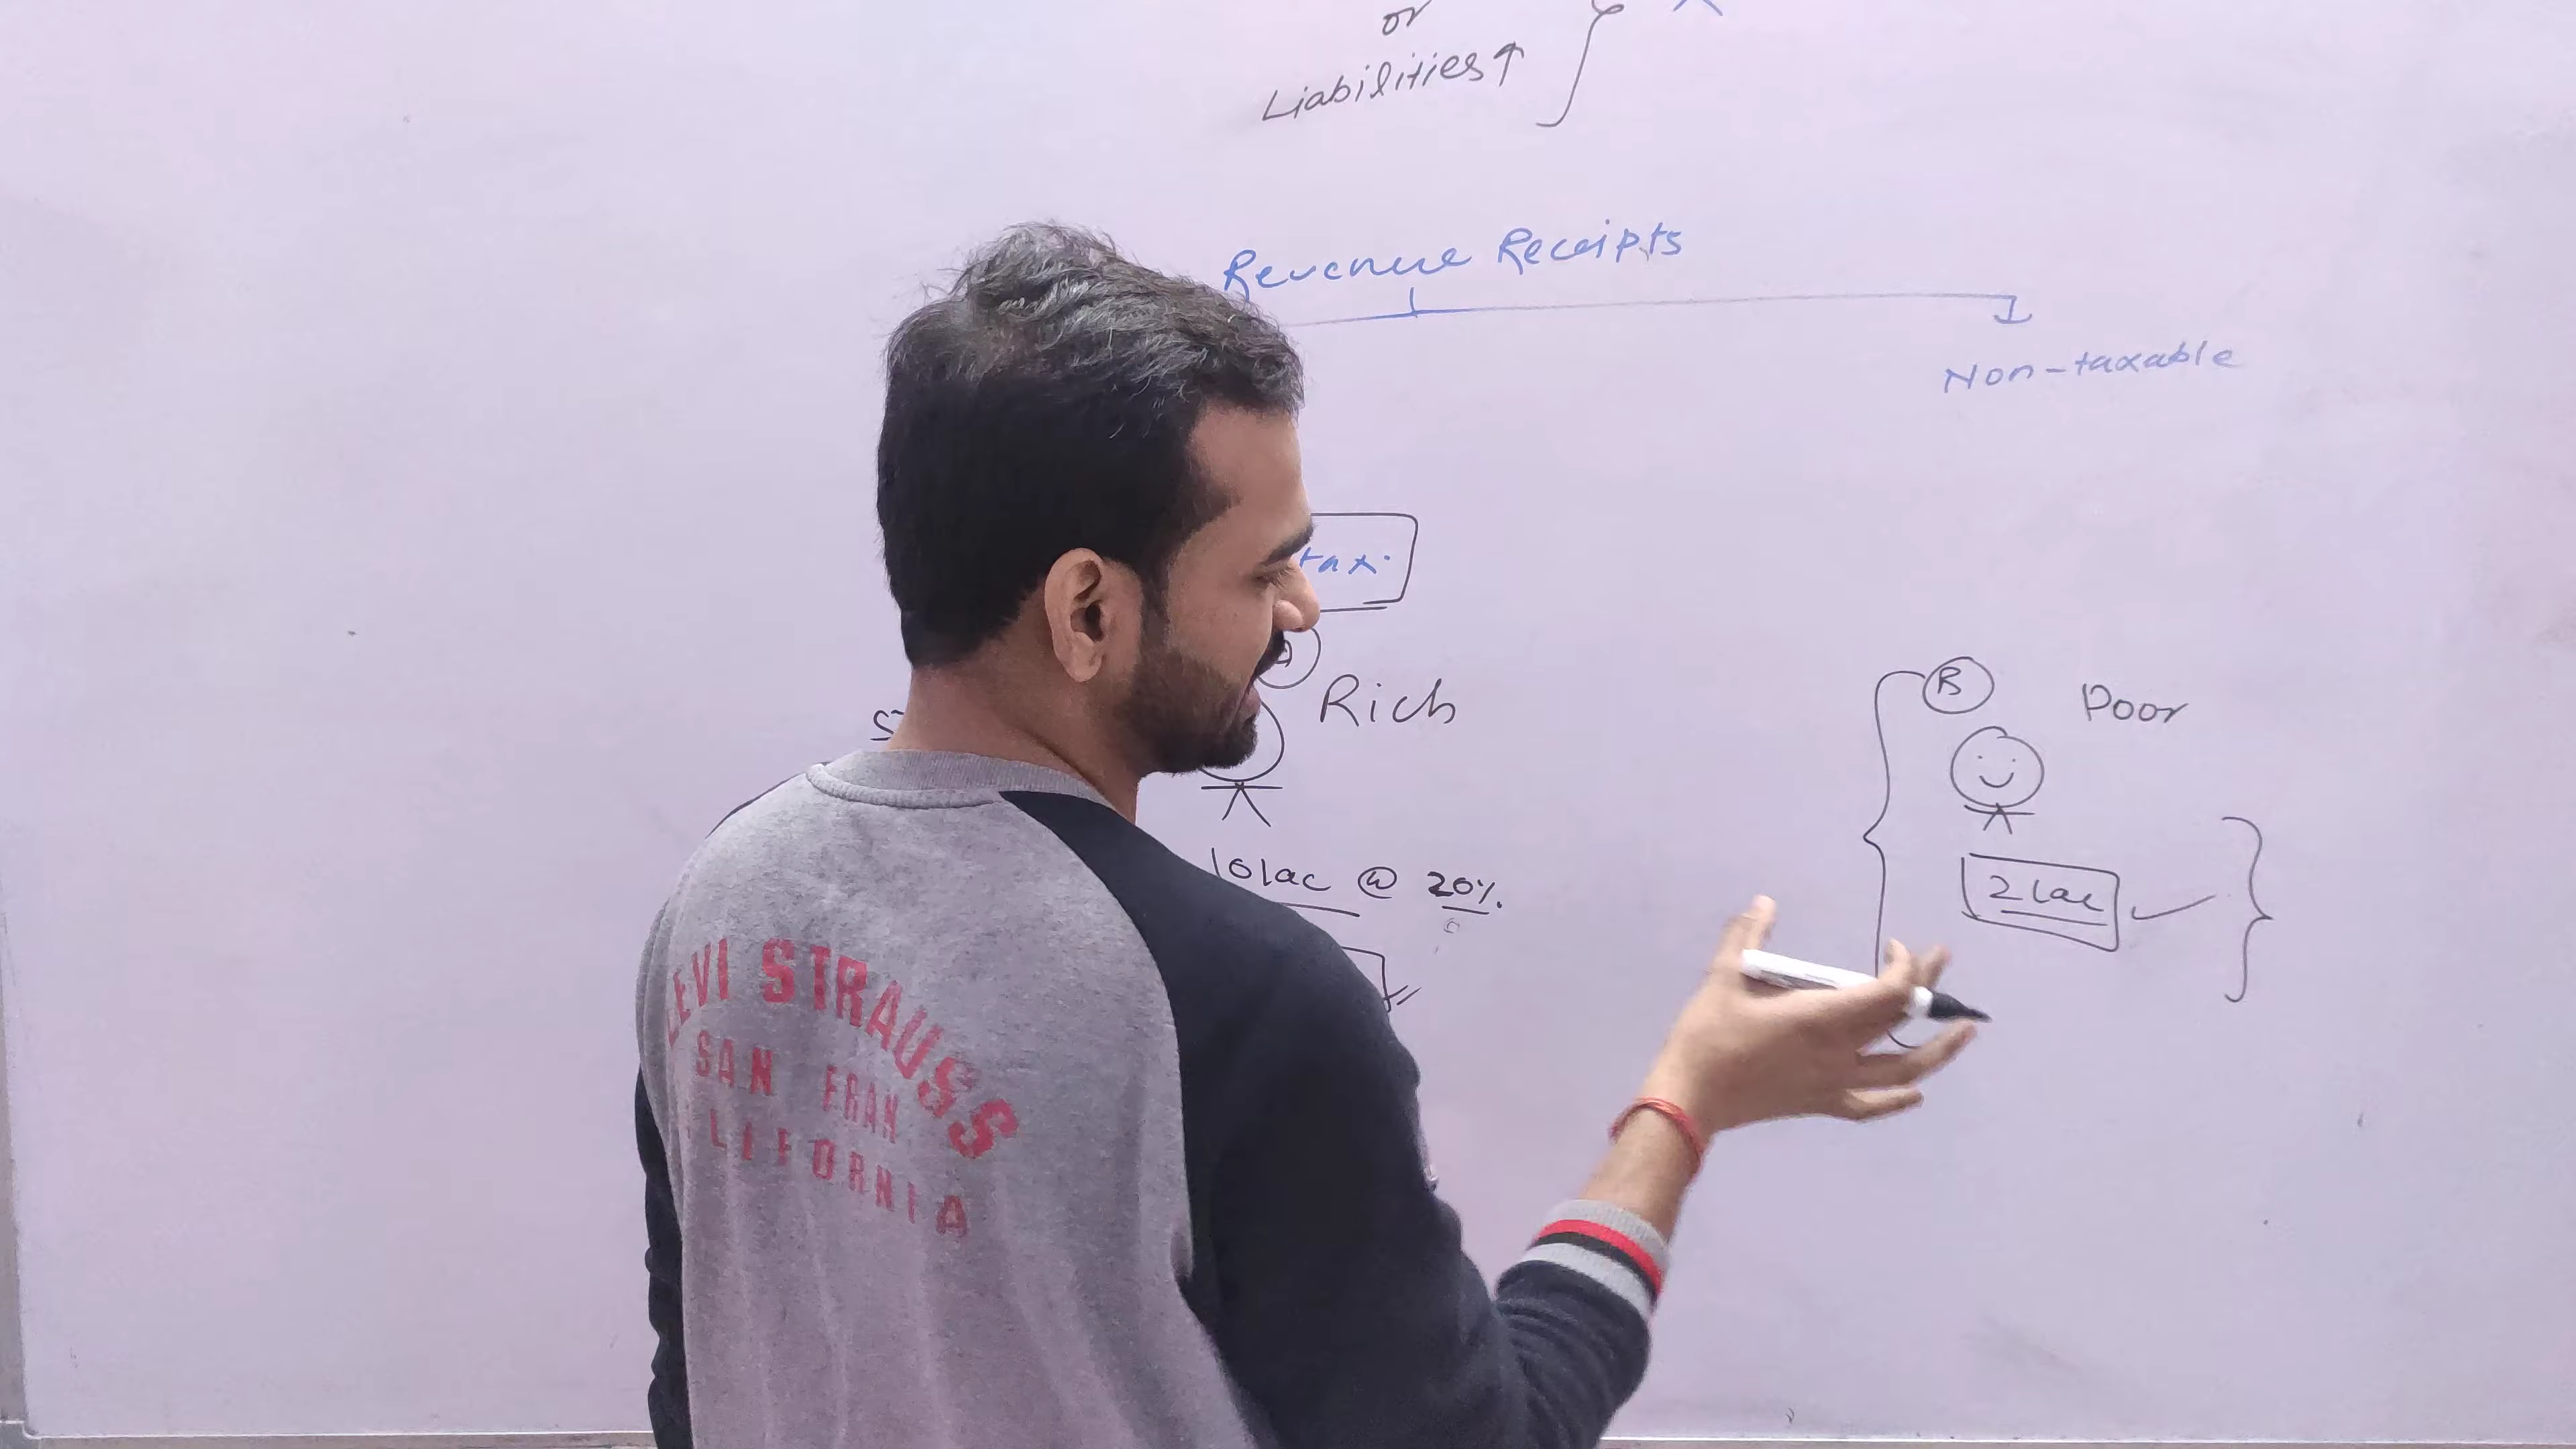 or
Liabilities↑
Revenue Receipts
Non-taxable
tax.
Rich
10lac @ 20%.
B Poor
2 lac
LEVI STRAUSS
SAN FRAN
LIFORNIA